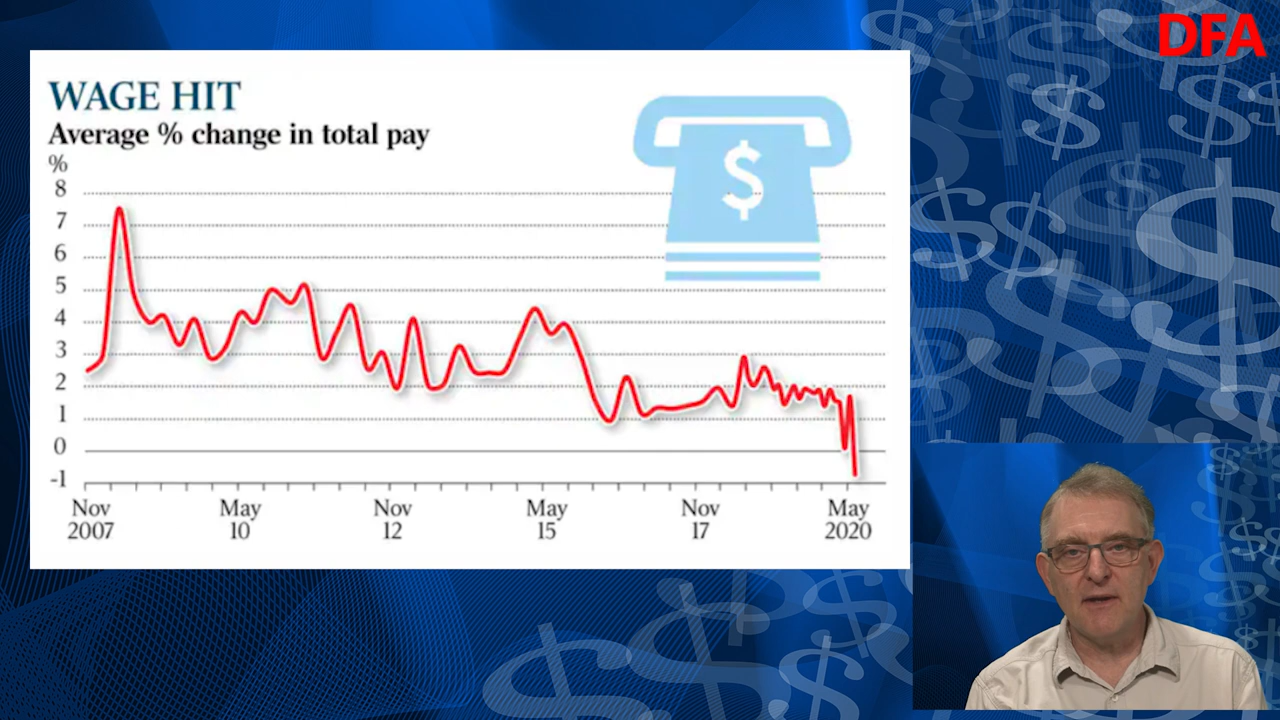 DFA
WAGE HIT
Average % change in total pay
%
8
7
6
5
4
3
2
1
0
-1
$
Nov May Nov May Nov May
2007 10 12 15 17 2020